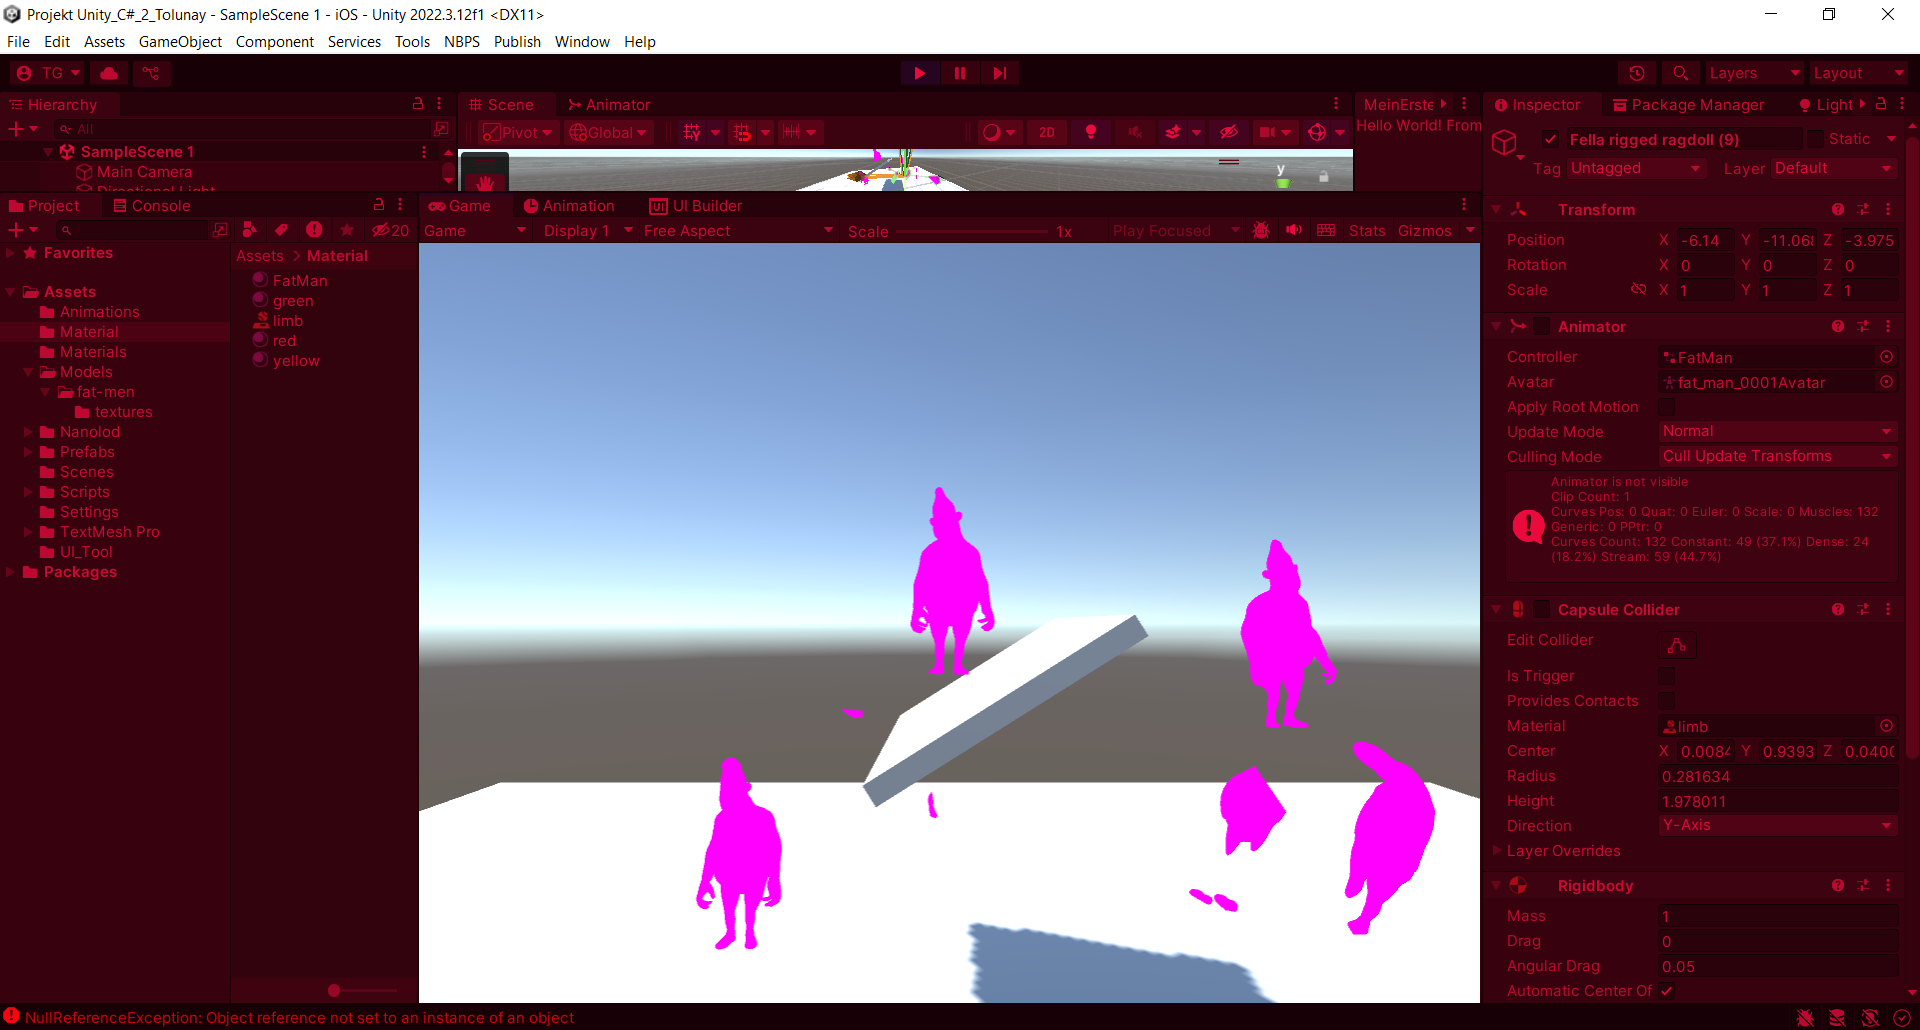 Projekt Unity_C#_2_Tolunay - SampleScene 1 - iOS - Unity 2022.3.12f1 <DX11>
File Edit Assets GameObject Component Services Tools NBPS Publish Window Help
TG Layers Layout
Hierarchy
All
SampleScene 1
Main Camera
Directional Light
Scene Animator
Pivot Global 2D
y
MeinErste
Hello World! From
Project Console
20
Favorites
Assets
Animations
Material
Materials
Models
fat-men
textures
Nanolod
Prefabs
Scenes
Scripts
Settings
TextMesh Pro
UI_Tool
Packages
Assets > Material
FatMan
green
limb
red
yellow
Game Animation UI Builder
Game Display 1 Free Aspect Scale 1x Play Focused Stats Gizmos
Inspector Package Manager Light
Fella rigged ragdoll (9) Static
Tag Untagged Layer Default
Transform
Position X -6.14 Y Z -3.975
Rotation X 0 Y 0 Z 0
Scale X 1 Y 1 Z 1
Animator
Controller FatMan
Avatar fat_man_0001Avatar
Apply Root Motion
Update Mode Normal
Culling Mode Cull Update Transforms
Animator is not visible
Clip Count: 1
Curves Pos: 0 Quat: 0 Euler: 0 Scale: 0 Muscles: 132
Generic: 0 PPtr: 0
Curves Count: 132 Constant: 49 (37.1%) Dense: 24
(18.2%) Stream: 59 (44.7%)
Capsule Collider
Edit Collider
Is Trigger
Provides Contacts
Material limb
Center X Y 0.9393 Z
Radius 0.281634
Height 1.978011
Direction Y-Axis
Layer Overrides
Rigidbody
Mass 1
Drag 0
Angular Drag 0.05
Automatic Center Of
NullReferenceException: Object reference not set to an instance of an object